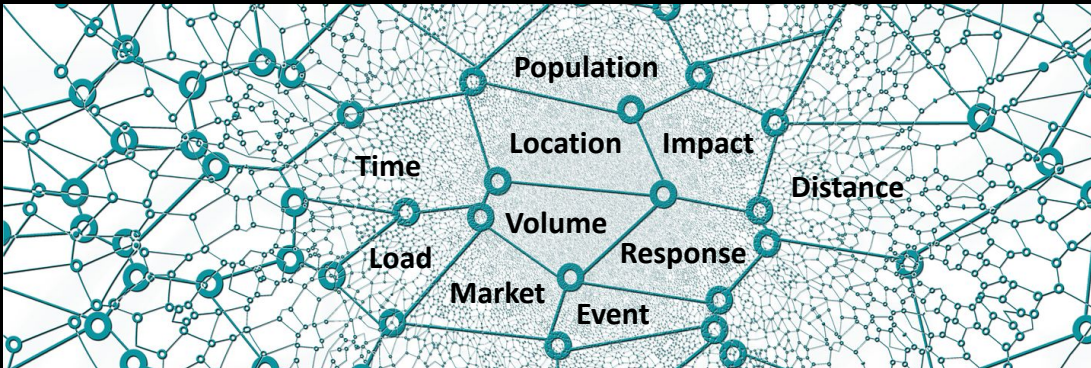 Population
Location
Impact
Time
Distance
Volume
Response
Load
Market
Event